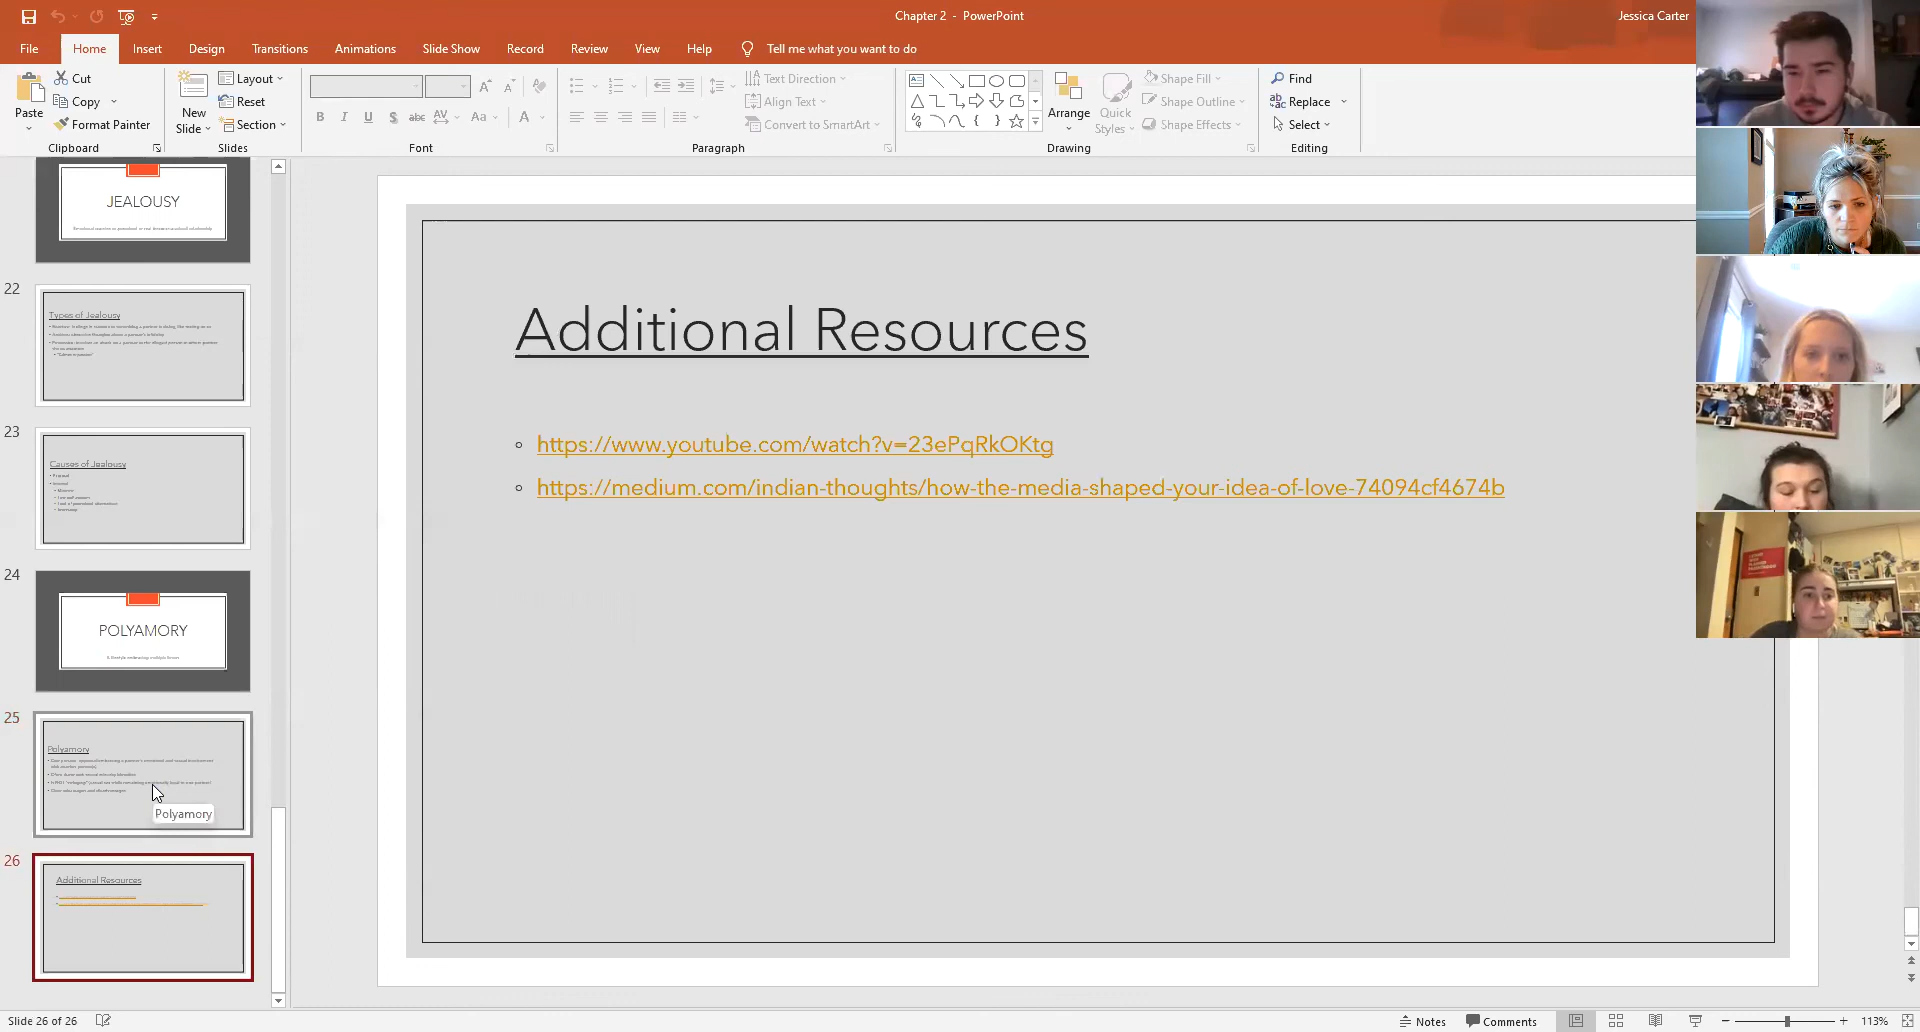 Chapter 2 - PowerPoint
Jessica Carter
File Home Insert Design Transitions Animations Slide Show Record Review View Help Tell me what you want to do
Paste
Cut
Copy
Format Painter
Clipboard
New
Slide
Layout
Reset
Section
Slides
B I U S abc AV Aa A
Font
Text Direction
Align Text
Convert to SmartArt
Paragraph
Arrange
Quick
Styles
Shape Fill
Shape Outline
Shape Effects
Drawing
Find
Replace
Select
Editing
JEALOUSY
22
Types of Jealousy
23
Causes of Jealousy
24
POLYAMORY
25
Polyamory
Polyamory
26
Additional Resources
Additional Resources
https://www.youtube.com/watch?v=23ePqRkOKtg
https://medium.com/indian-thoughts/how-the-media-shaped-your-idea-of-love-74094cf4674b
Slide 26 of 26
Notes
Comments
113%